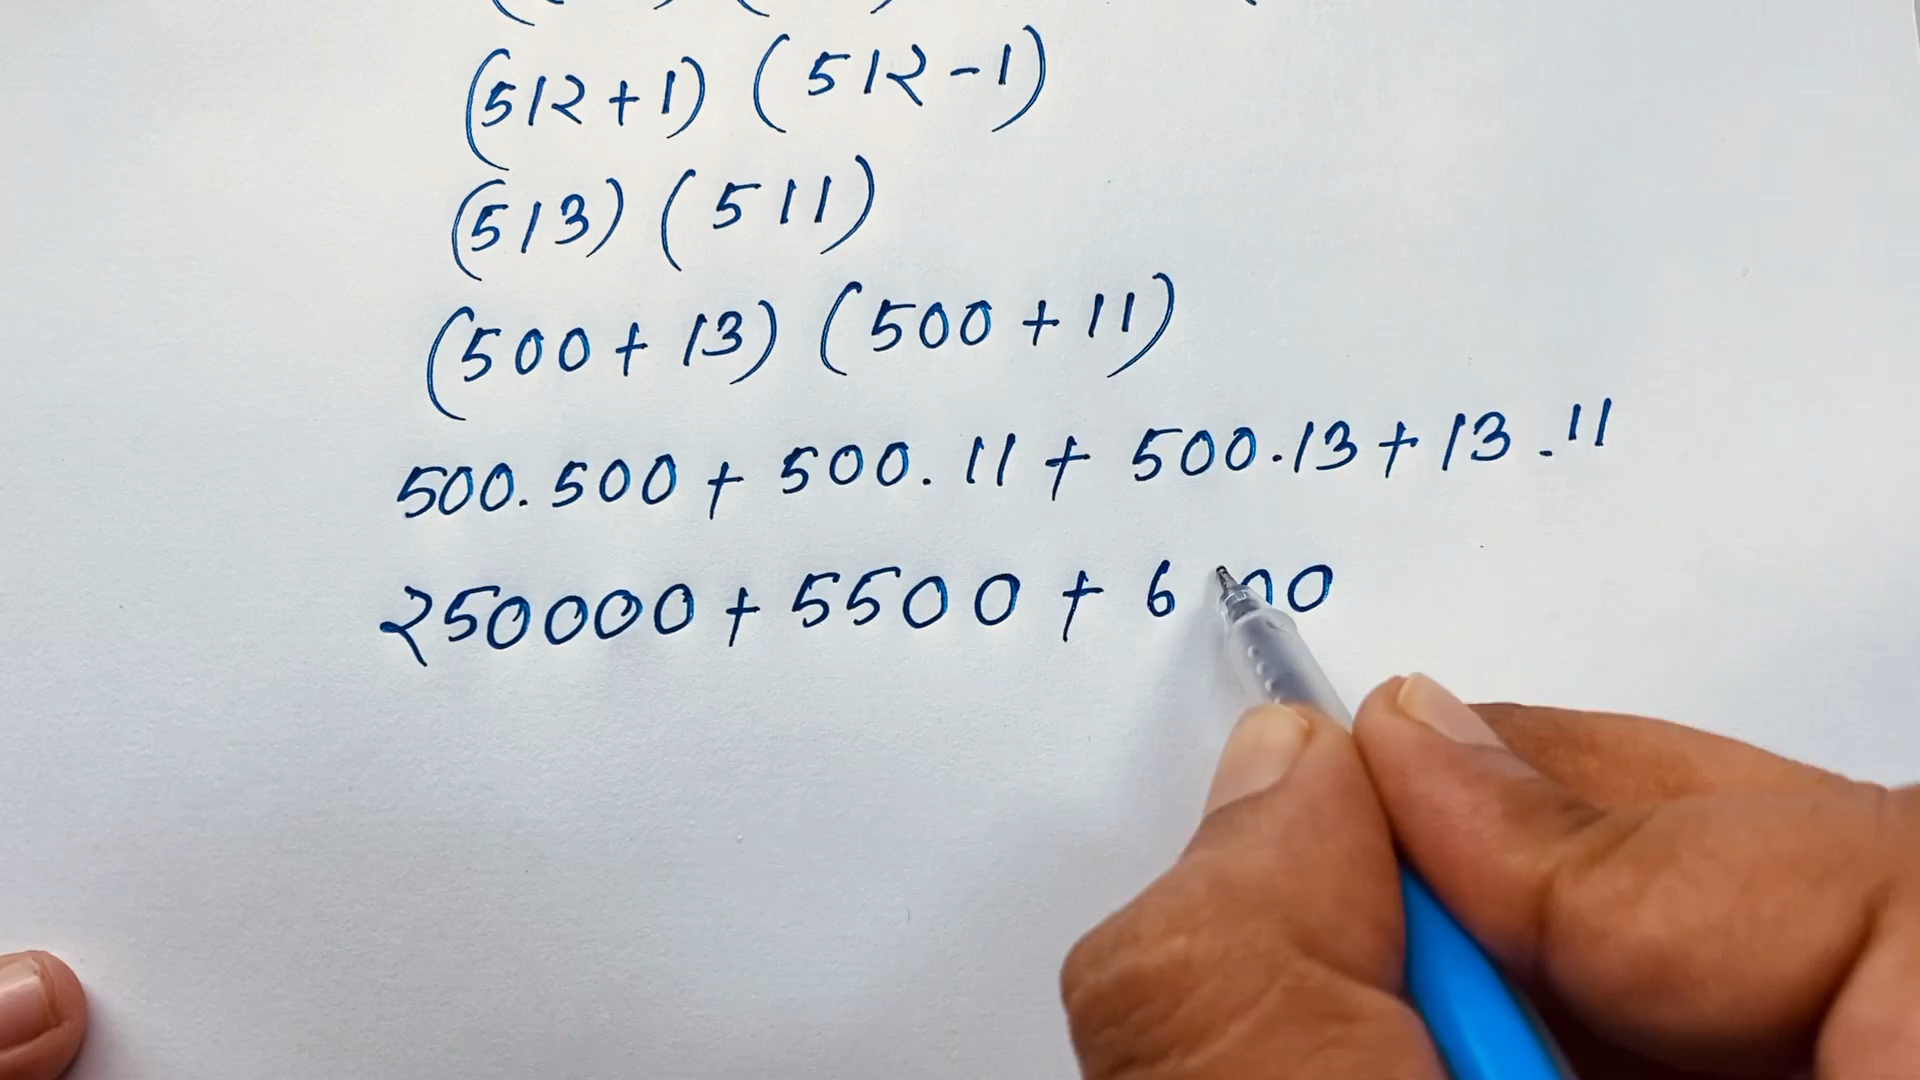 (512+1) (512-1)
(513) (511)
(500+13) (500+11)
500.500 + 500.11 + 500.13 + 13.11
250000 + 5500 + 6 00